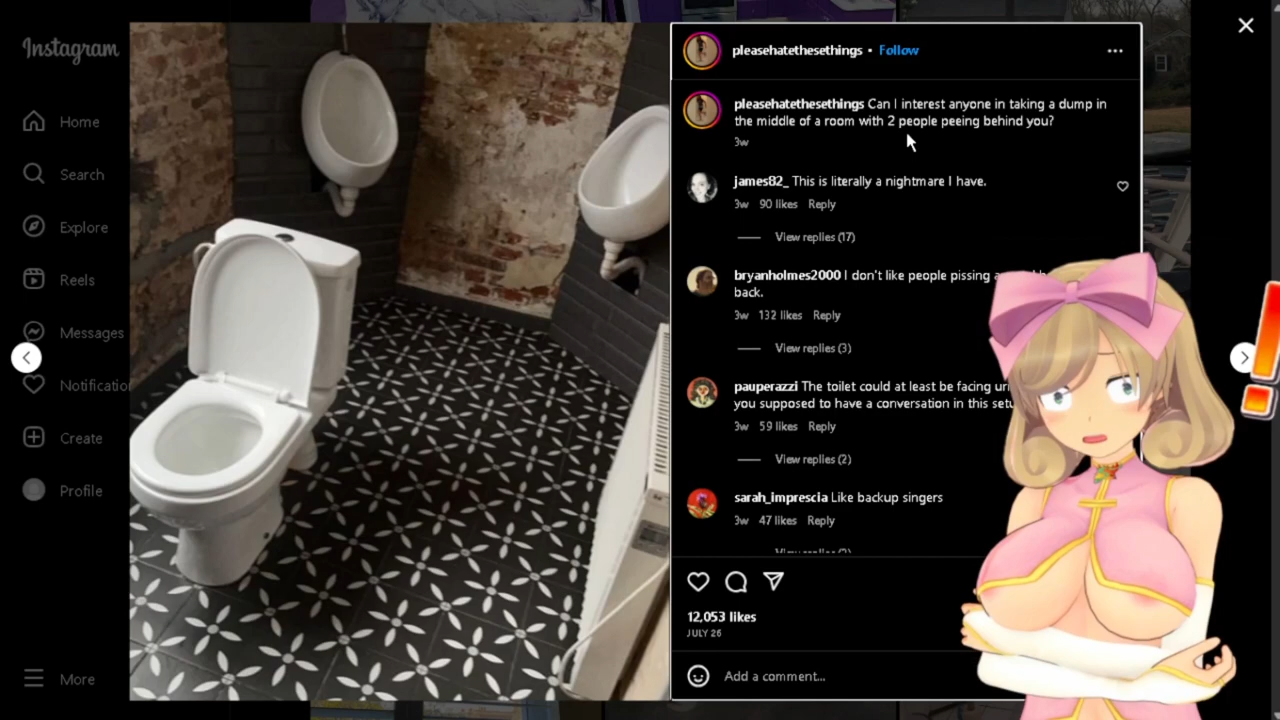 Instagram
Home
Search
Explore
Reels
Messages
Notificatio
Create
Profile
More
pleasehatethesethings • Follow
pleasehatethesethings Can I interest anyone in taking a dump in
the middle of a room with 2 people peeing behind you?
3w
james82_ This is literally a nightmare I have.
3w 90 likes Reply
View replies (17)
bryanholmes2000 I don't like people pissing
back.
3w 132 likes Reply
View replies (3)
pauperazzi The toilet could at least be facing
you supposed to have a conversation in this
3w 59 likes Reply
View replies (2)
sarah_imprescia Like backup singers
3w 47 likes Reply
View replies
12,053 likes
JULY 26
Add a comment...